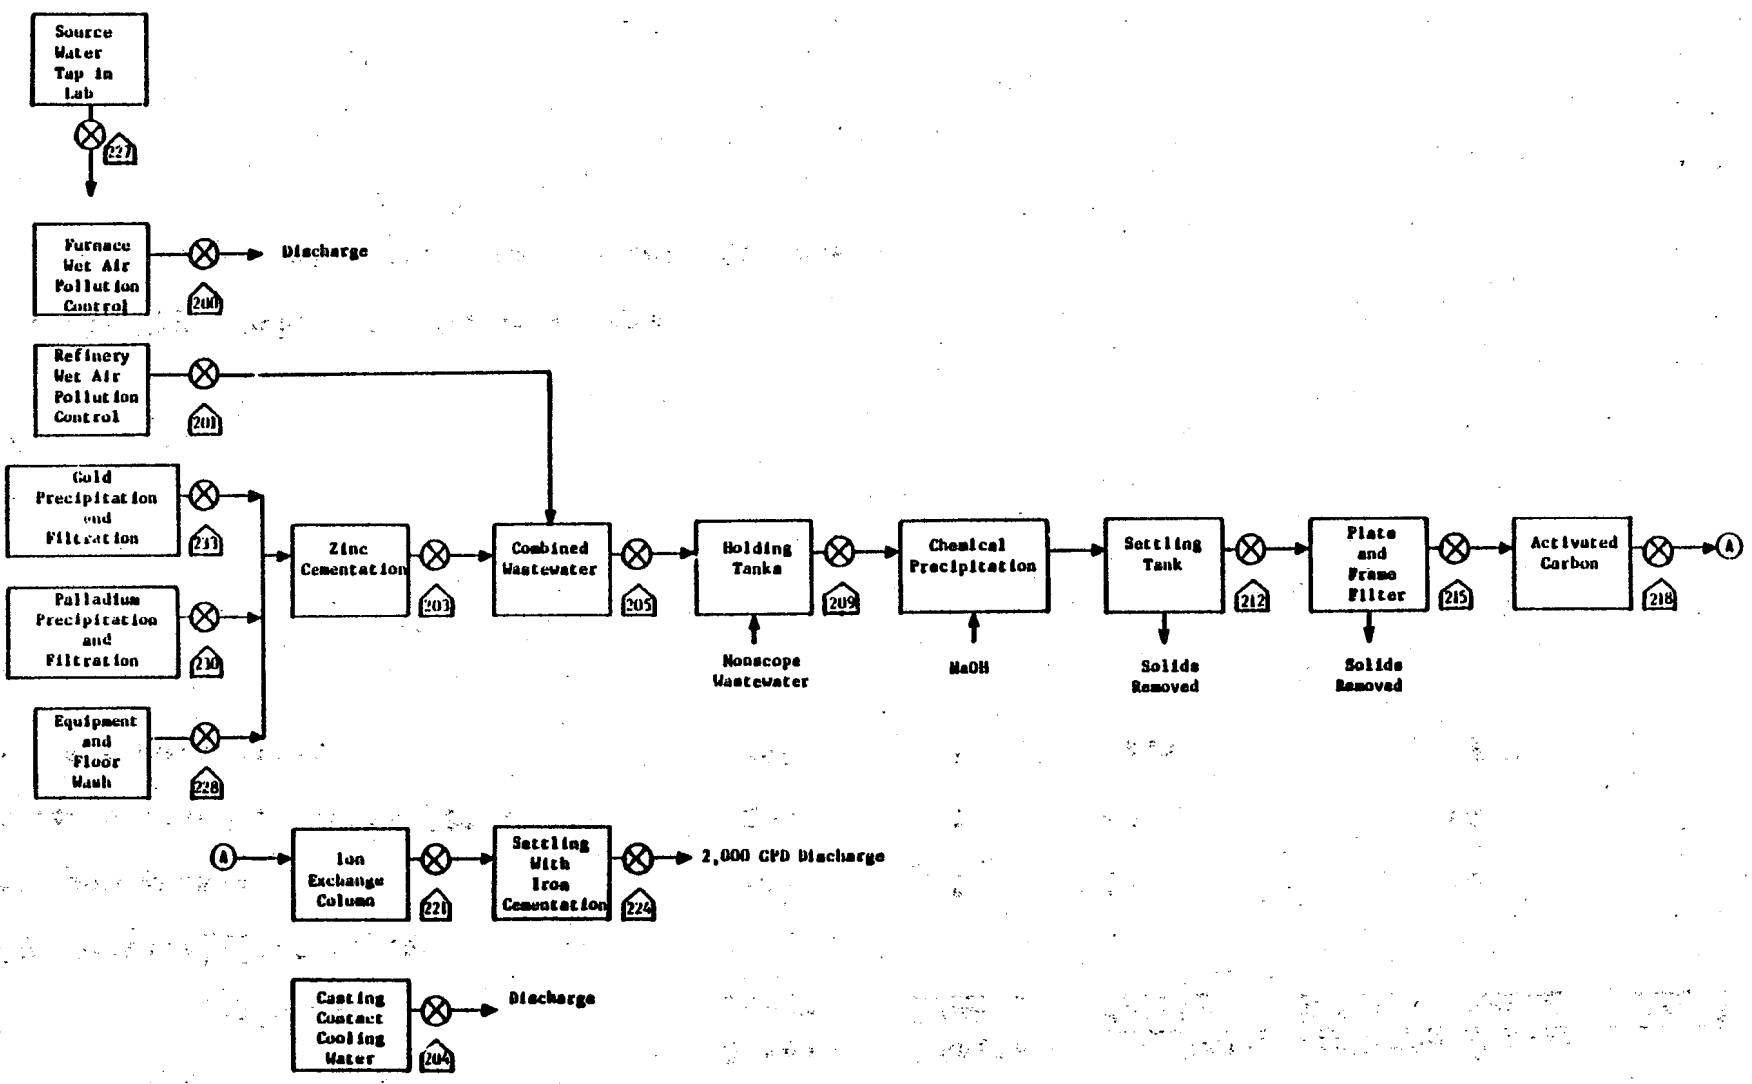 Source
Water
Tap in
Lab
227
Furnace
Wet Air
Pollution
Control
Discharge
200
Refinery
Wet Air
Pollution
Control
201
Gold
Precipitation
and
Filtration
233
Palladium
Precipitation
and
Filtration
230
Equipment
and
Floor
Wash
228
Zinc
Cementation
203
Combined
Wastewater
205
Holding
Tanks
209
Nonscope
Wastewater
Chemical
Precipitation
NaOH
Settling
Tank
212
Solids
Removed
Plate
and
Frame
Filter
215
Solids
Removed
Activated
Carbon
218
A
A
Ion
Exchange
Column
221
Settling
With
Iron
Cementation
224
2,000 GPD Discharge
Casting
Contact
Cooling
Water
204
Discharge